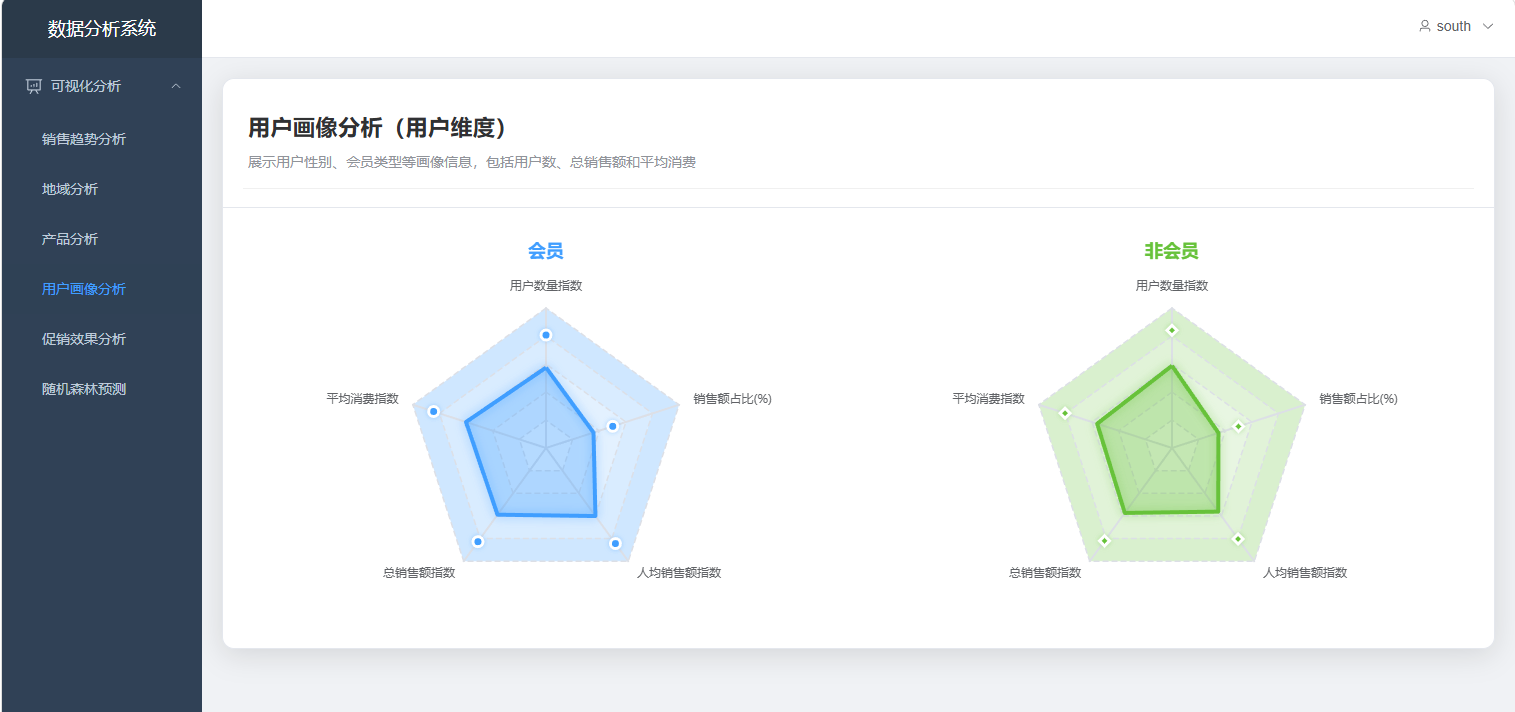 数据分析系统
south
可视化分析
销售趋势分析
地域分析
产品分析
用户画像分析
促销效果分析
随机森林预测
用户画像分析（用户维度）
展示用户性别、会员类型等画像信息，包括用户数、总销售额和平均消费
会员
用户数量指数
平均消费指数
销售额占比(%)
总销售额指数
人均销售额指数
非会员
用户数量指数
平均消费指数
销售额占比(%)
总销售额指数
人均销售额指数